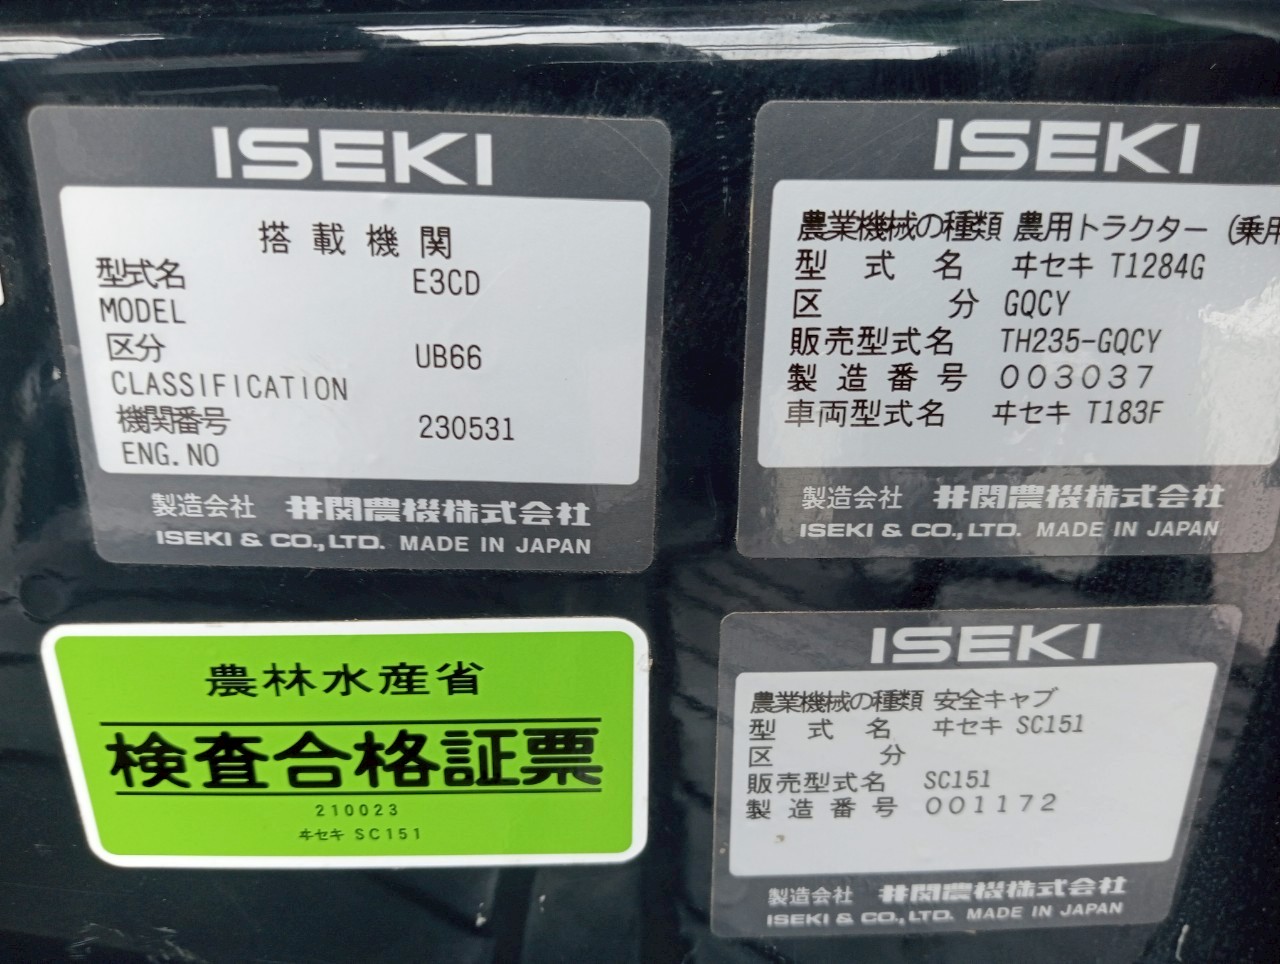 ISEKI
搭載機関
型式名 E3CD
MODEL
区分 UB66
CLASSIFICATION
機関番号 230531
ENG.NO
製造会社 井関農機株式会社
ISEKI & CO.,LTD. MADE IN JAPAN
ISEKI
農業機械の種類 農用トラクター (乗用
型式名 ヰセキ T1284G
区分 GQCY
販売型式名 TH235-GQCY
製造番号 003037
車両型式名 ヰセキ T183F
製造会社 井関農機株式会社
ISEKI & CO.,LTD. MADE IN JAPAN
農林水産省
検査合格証票
210023
ヰセキ SC151
ISEKI
農業機械の種類 安全キャブ
型式名 ヰセキ SC151
区分
販売型式名 SC151
製造番号 001172
製造会社 井関農機株式会社
ISEKI & CO.,LTD. MADE IN JAPAN